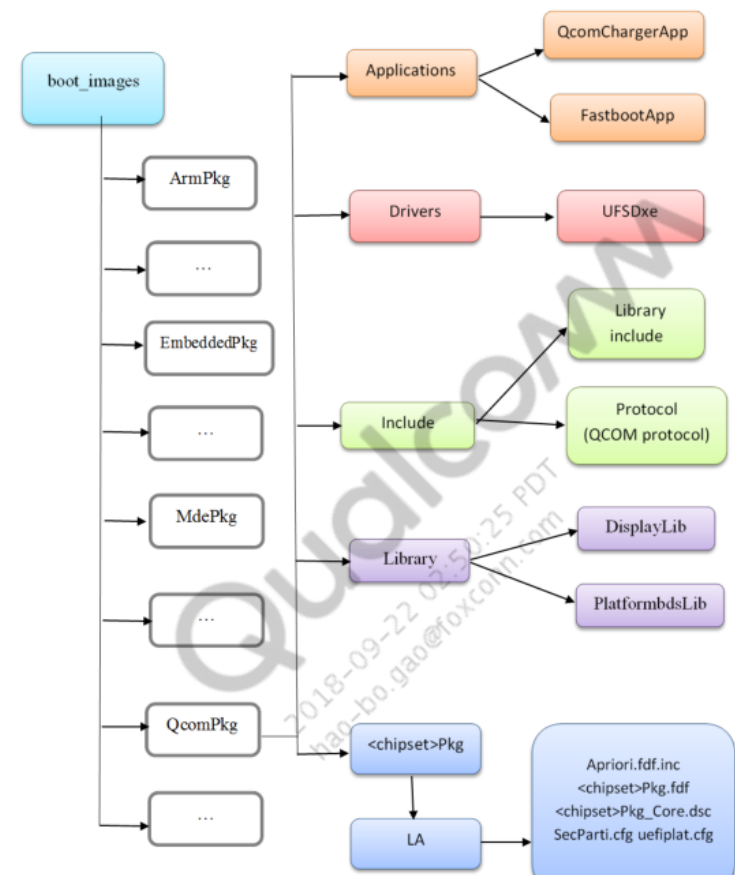 boot_images
ArmPkg
...
EmbeddedPkg
...
MdePkg
...
QcomPkg
...
Applications
QcomChargerApp
FastbootApp
Drivers
UFSDxe
Include
Library
include
Protocol
(QCOM protocol)
Library
DisplayLib
PlatformbdsLib
<chipset>Pkg
LA
Apriori.fdf.inc
<chipset>Pkg.fdf
<chipset>Pkg_Core.dsc
SecParti.cfg uefiplat.cfg
Qualcomm
2018-09-22 02:50:25 PDT
hao-bo.gao@foxconn.com